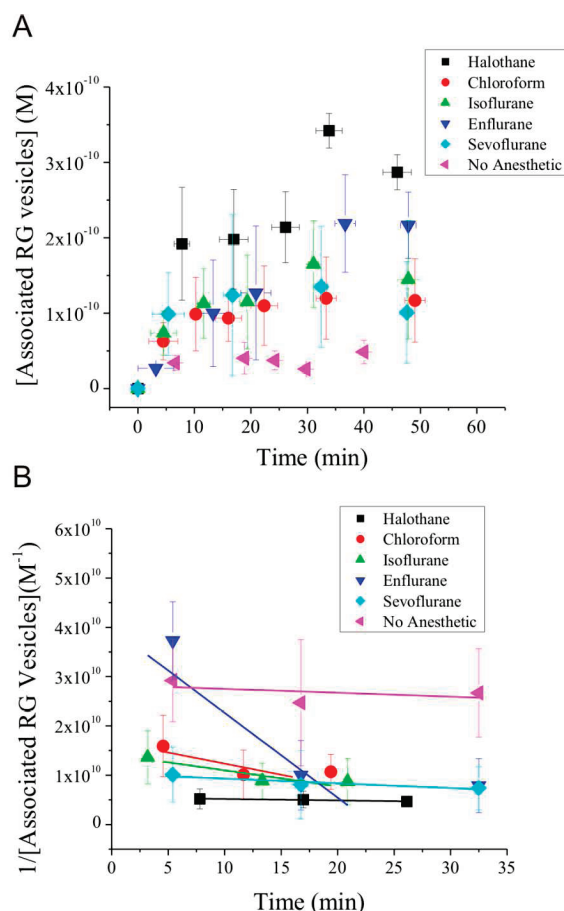 A
Halothane
Chloroform
Isoflurane
Enflurane
Sevoflurane
No Anesthetic
[Associated RG vesicles] (M)
4x10⁻¹⁰
3x10⁻¹⁰
2x10⁻¹⁰
1x10⁻¹⁰
0
0 10 20 30 40 50 60
Time (min)
B
Halothane
Chloroform
Isoflurane
Enflurane
Sevoflurane
No Anesthetic
1/[Associated RG Vesicles](M⁻¹)
6x10¹⁰
5x10¹⁰
4x10¹⁰
3x10¹⁰
2x10¹⁰
1x10¹⁰
0
0 5 10 15 20 25 30 35
Time (min)